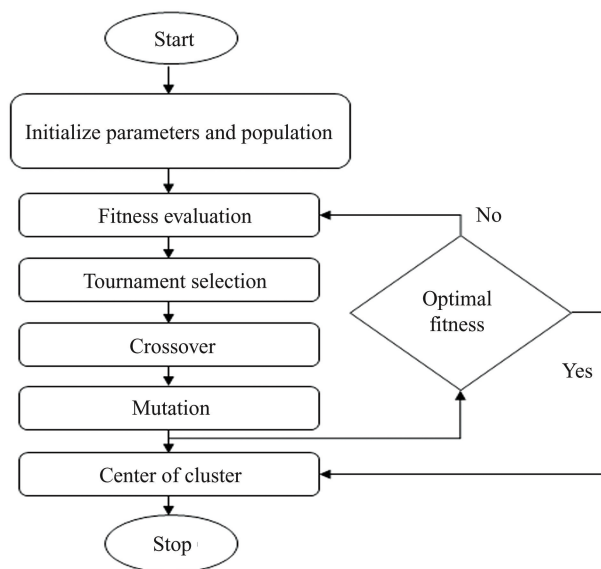 Start
Initialize parameters and population
Fitness evaluation
No
Tournament selection
Optimal
fitness
Crossover
Yes
Mutation
Center of cluster
Stop